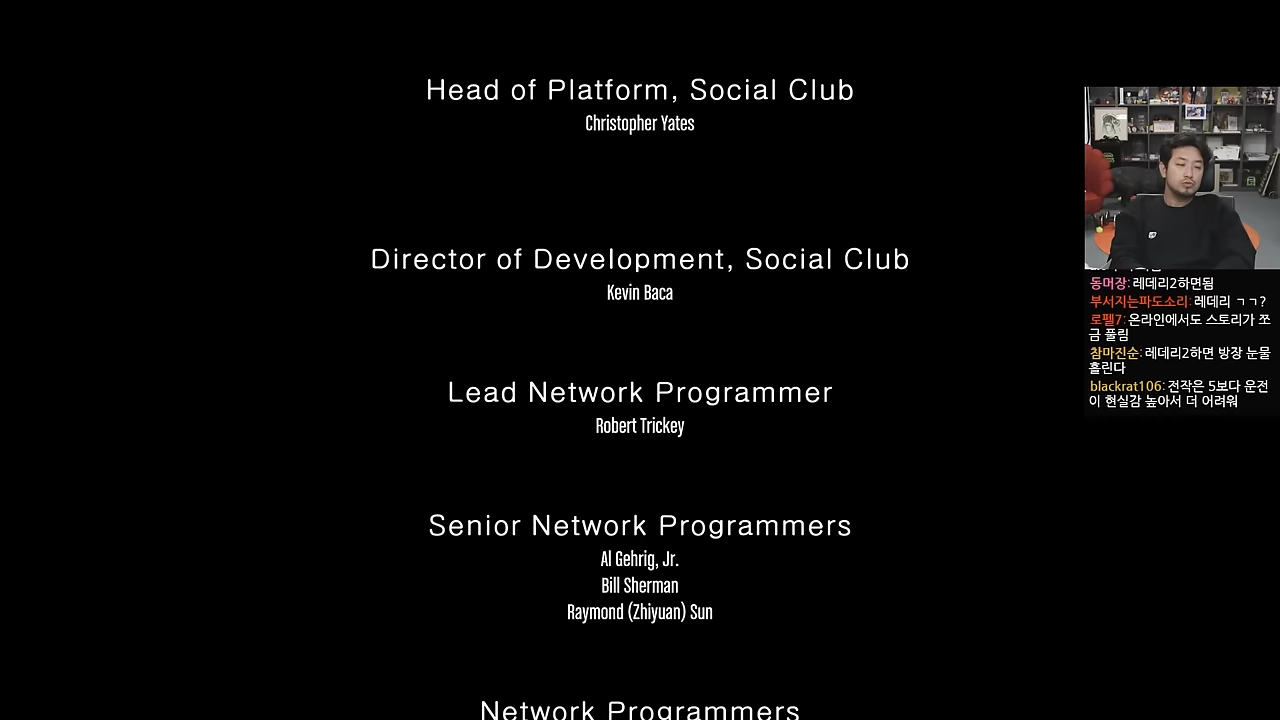 Head of Platform, Social Club
Christopher Yates
Director of Development, Social Club
Kevin Baca
Lead Network Programmer
Robert Trickey
Senior Network Programmers
Al Gehrig, Jr.
Bill Sherman
Raymond (Zhiyuan) Sun
Network Programmers
동머장: 레데리2하면됨
부서지는파도소리: 레데리 ㄱㄱ?
로펠7: 온라인에서도 스토리가 쪼
금 풀림
참마진순: 레데리2하면 방장 눈물
흘린다
blackrat106: 전작은 5보다 운전
이 현실감 높아서 더 어려워